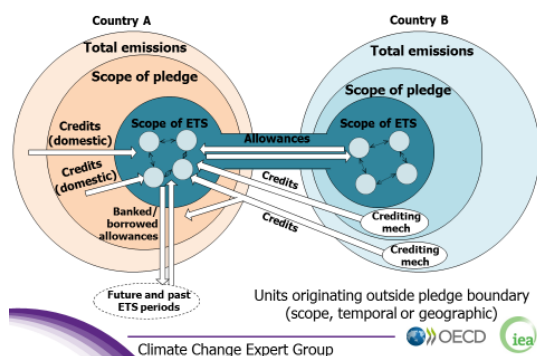 Country A
Country B
Total emissions
Total emissions
Scope of pledge
Scope of pledge
Scope of ETS
Allowances
Scope of ETS
Credits
(domestic)
Credits
(domestic)
Banked/
borrowed
allowances
Credits
Credits
Crediting
mech
Crediting
mech
Future and past
ETS periods
Units originating outside pledge boundary
(scope, temporal or geographic)
Climate Change Expert Group
OECD
iea